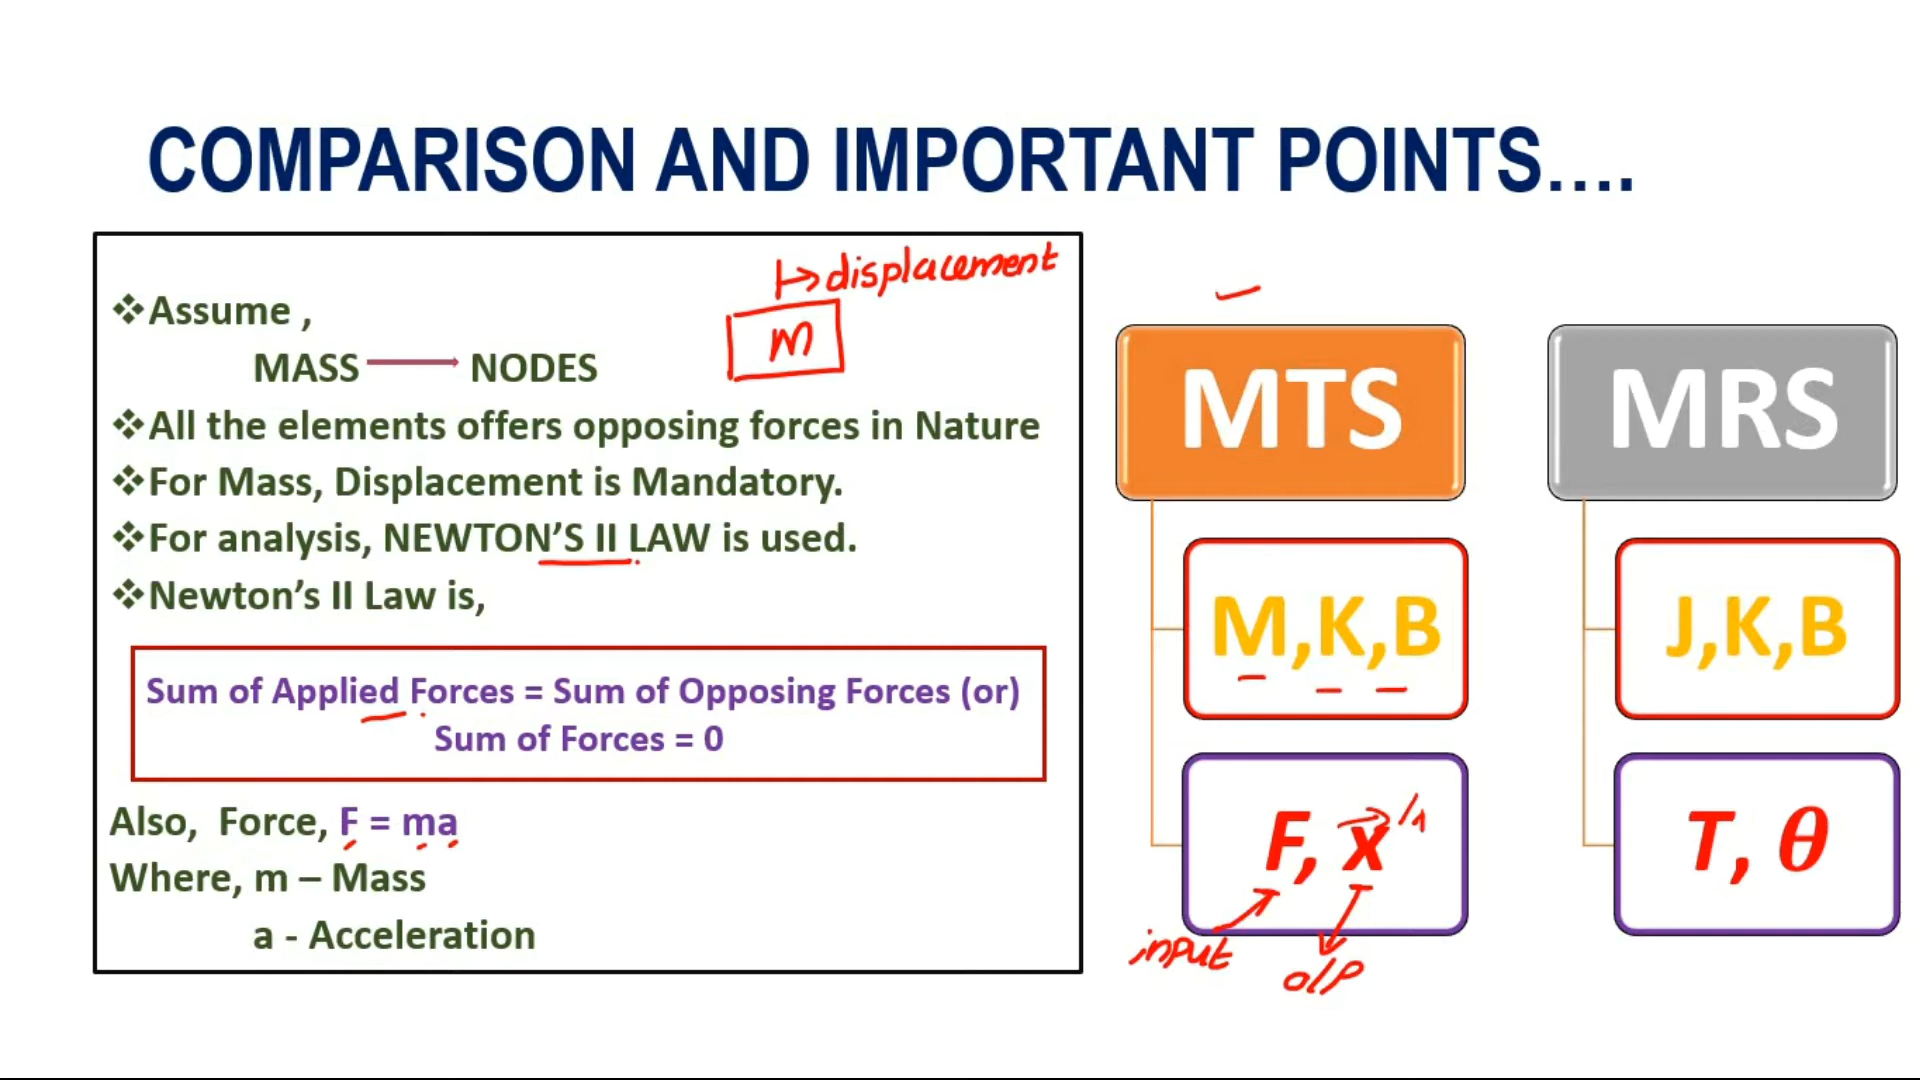 COMPARISON AND IMPORTANT POINTS....
displacement
❖Assume ,
m
MASS NODES
❖All the elements offers opposing forces in Nature
❖For Mass, Displacement is Mandatory.
❖For analysis, NEWTON’S II LAW is used.
❖Newton’s II Law is,
Sum of Applied Forces = Sum of Opposing Forces (or)
Sum of Forces = 0
Also, Force, F = ma
Where, m – Mass
a - Acceleration
MTS
M,K,B
F, x
input
o/p
MRS
J,K,B
T, θ